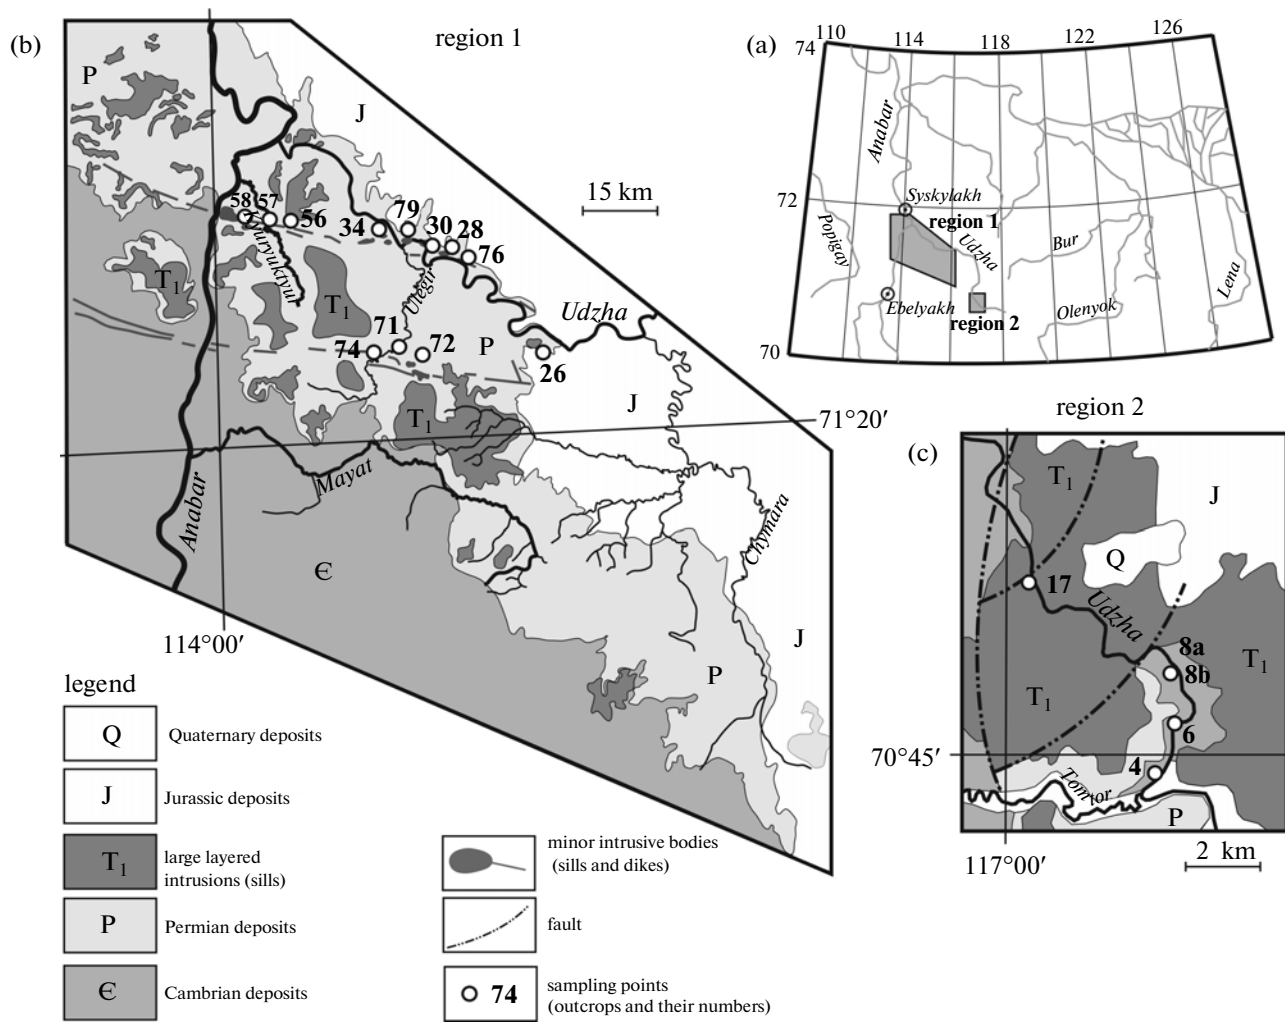 (b)
region 1
P
J
15 km
58
57
56
34
79
30
28
76
Khuryuktyur
T1
T1
Ulegir
Udzha
71
74
72
P
26
J
T1
71°20′
Mayat
Anabar
Chymara
Є
114°00′
J
P
(a)
74
110
114
118
122
126
Anabar
72
Syskylakh
region 1
Popigay
Udzha
Bur
Lena
Ebelyakh
region 2
Olenyok
70
region 2
(c)
T1
J
Q
17
Udzha
8a
8b
T1
T1
6
70°45′
4
Tomtor
P
117°00′
2 km
legend
Q Quaternary deposits
J Jurassic deposits
T1 large layered
intrusions (sills)
P Permian deposits
Є Cambrian deposits
minor intrusive bodies
(sills and dikes)
fault
74 sampling points
(outcrops and their numbers)